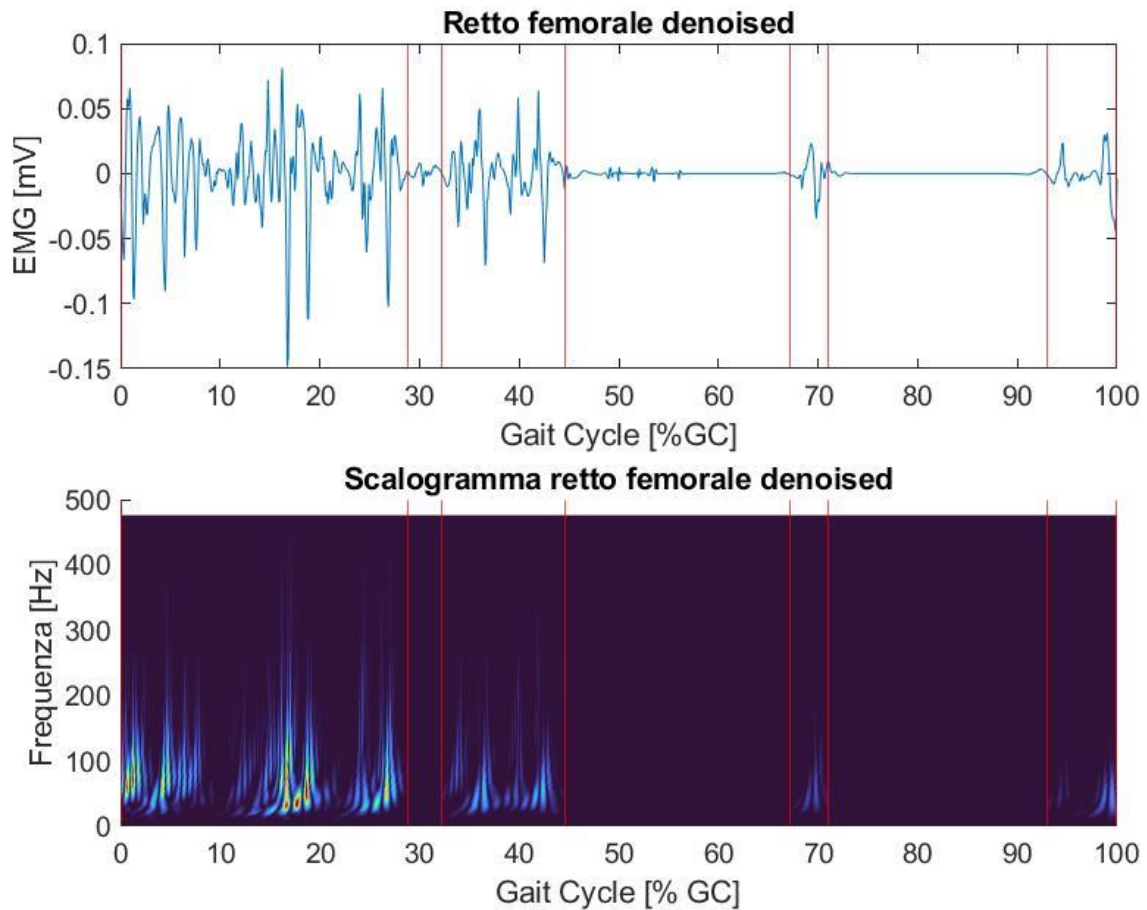 Retto femorale denoised
0.1
0.05
0
-0.05
-0.1
-0.15
EMG [mV]
0 10 20 30 40 50 60 70 80 90 100
Gait Cycle [%GC]
Scalogramma retto femorale denoised
500
400
300
200
100
0
Frequenza [Hz]
0 10 20 30 40 50 60 70 80 90 100
Gait Cycle [% GC]